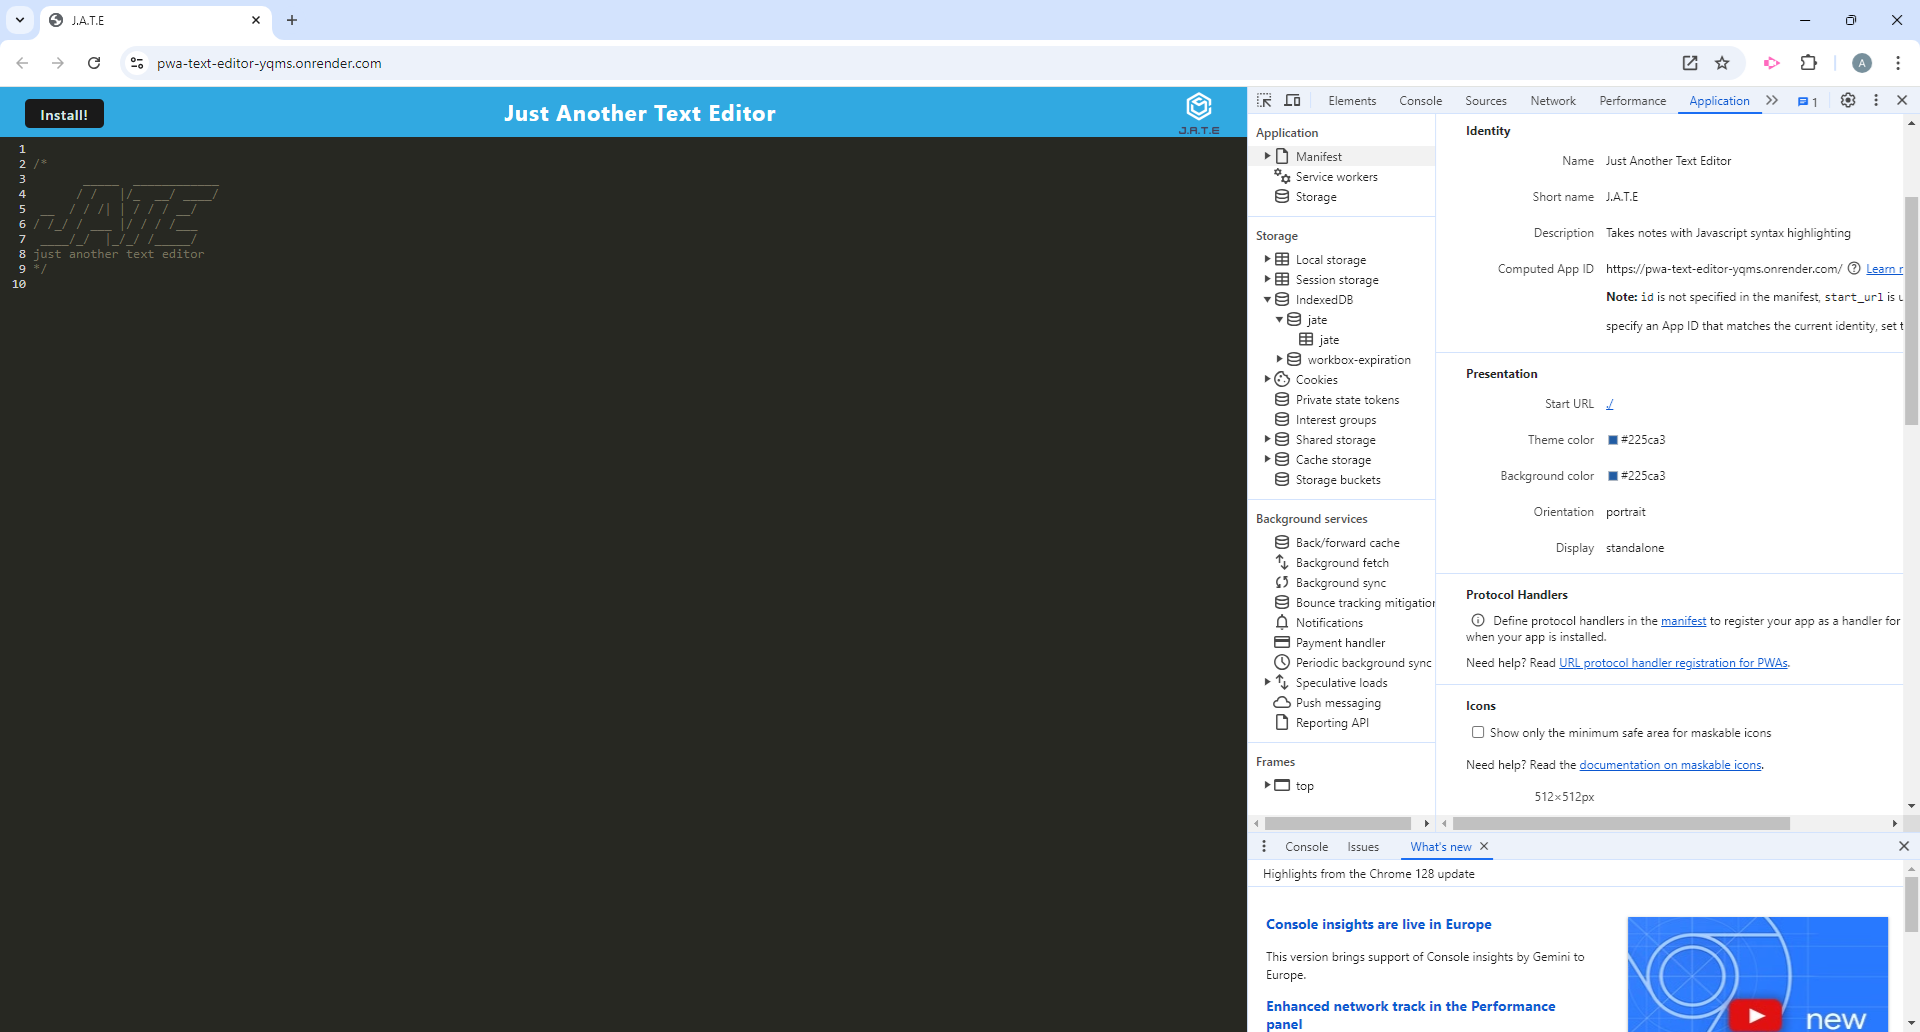 J.A.T.E
pwa-text-editor-yqms.onrender.com
A
Install!
Just Another Text Editor
J.A.T.E
1
2 /*
3      _____  ____________
4      / /   |/_  __/ ____/
5 __  / / /| | / / / __/
6 / /_/ / ___ |/ / / /___
7 ____/_/  |_/_/ /_____/
8 just another text editor
9 */
10
Elements Console Sources Network Performance Application 1
Application
Manifest
Service workers
Storage
Storage
Local storage
Session storage
IndexedDB
jate
jate
workbox-expiration
Cookies
Private state tokens
Interest groups
Shared storage
Cache storage
Storage buckets
Background services
Back/forward cache
Background fetch
Background sync
Bounce tracking mitigation
Notifications
Payment handler
Periodic background sync
Speculative loads
Push messaging
Reporting API
Frames
top
Identity
Name Just Another Text Editor
Short name J.A.T.E
Description Takes notes with Javascript syntax highlighting
Computed App ID https://pwa-text-editor-yqms.onrender.com/ Learn
Note: id is not specified in the manifest, start_url is
specify an App ID that matches the current identity, set
Presentation
Start URL ./
Theme color #225ca3
Background color #225ca3
Orientation portrait
Display standalone
Protocol Handlers
Define protocol handlers in the manifest to register your app as a handler for
when your app is installed.
Need help? Read URL protocol handler registration for PWAs.
Icons
Show only the minimum safe area for maskable icons
Need help? Read the documentation on maskable icons.
512×512px
Console Issues What's new
Highlights from the Chrome 128 update
Console insights are live in Europe
This version brings support of Console insights by Gemini to
Europe.
Enhanced network track in the Performance
panel
new